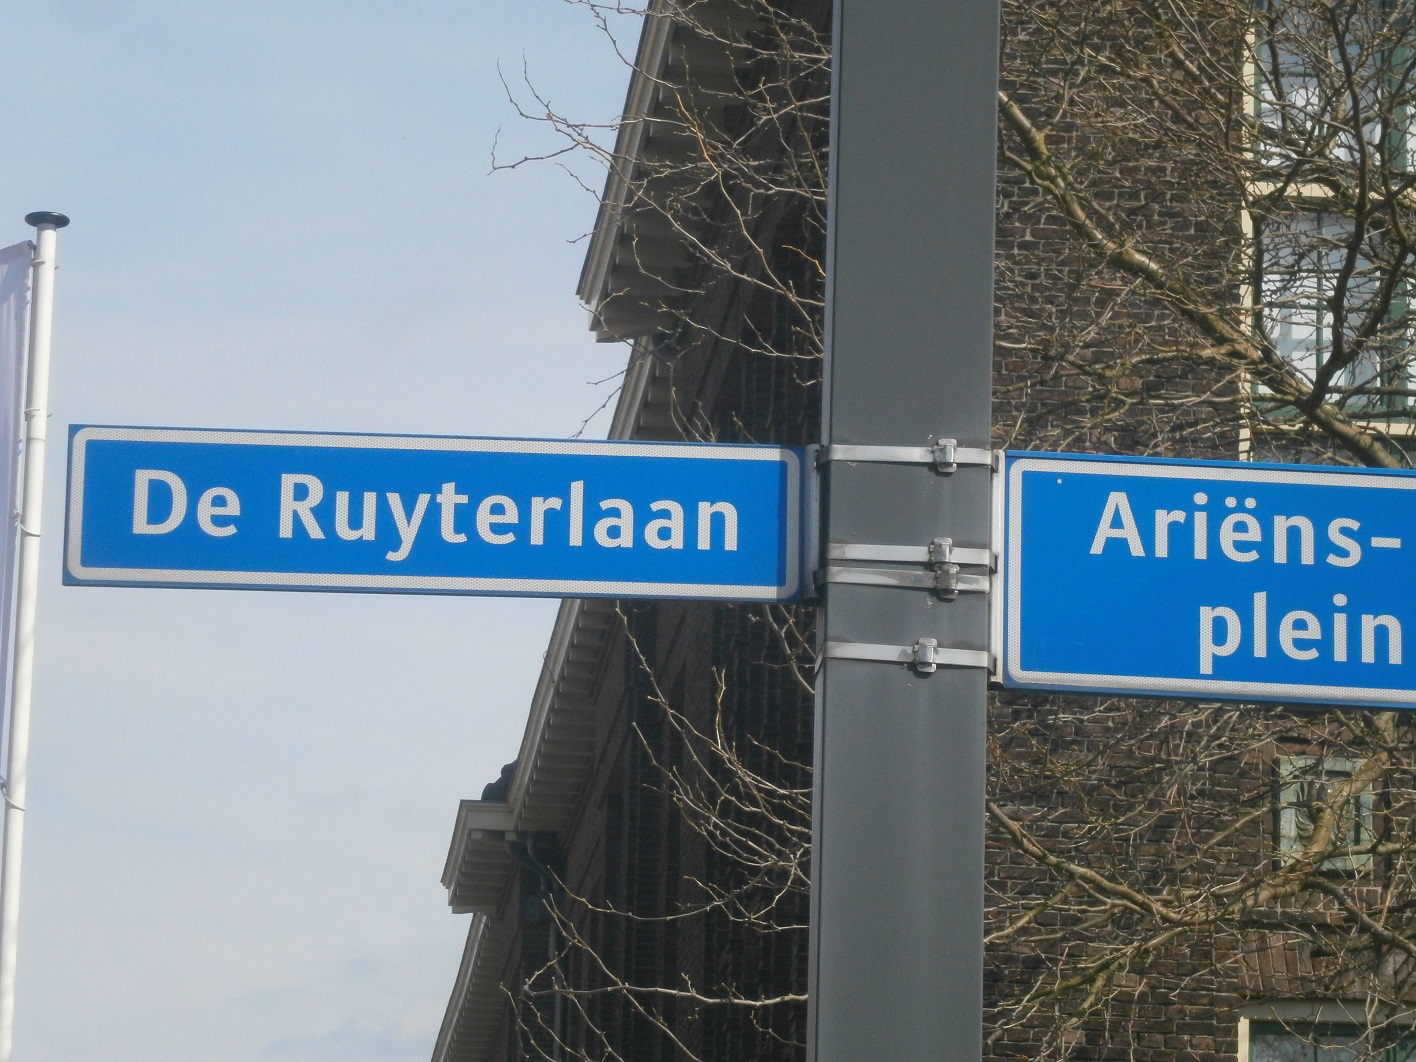 De Ruyterlaan
Ariëns-
plein